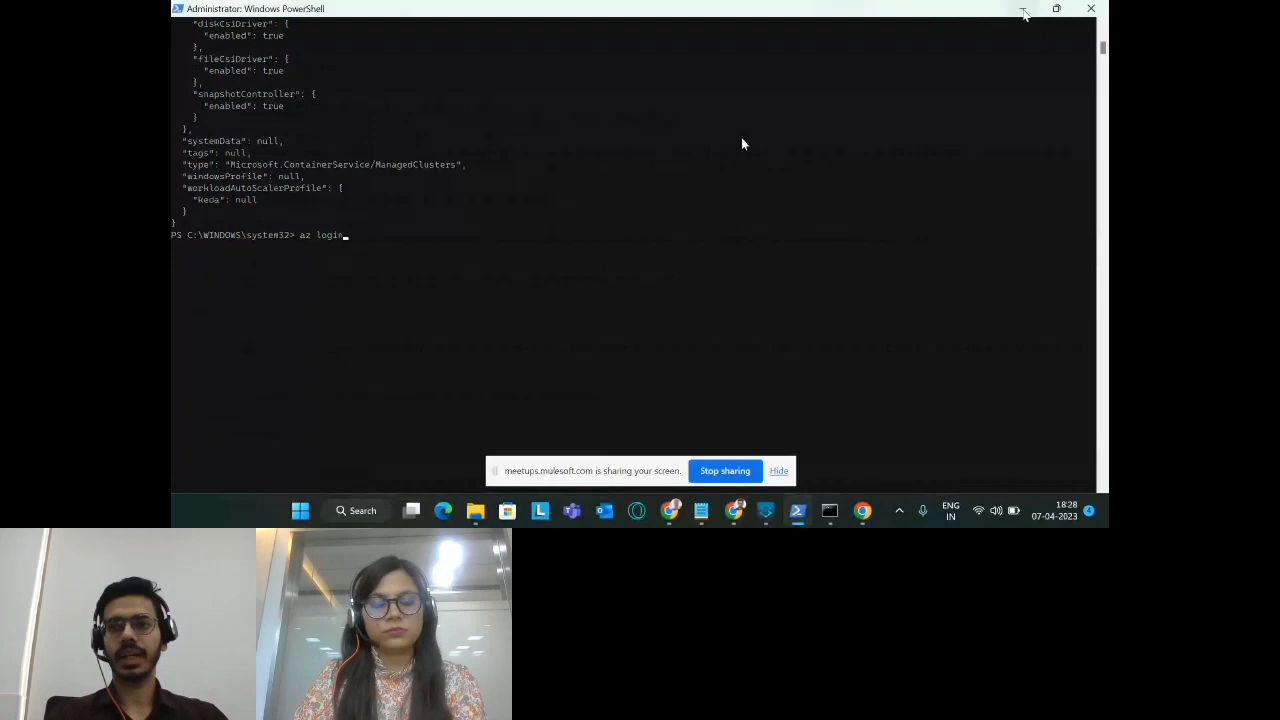 Administrator: Windows PowerShell
"diskCsiDriver": {
"enabled": true
},
"fileCsiDriver": {
"enabled": true
},
"snapshotController": {
"enabled": true
}
},
"systemData": null,
"tags": null,
"type": "Microsoft.ContainerService/ManagedClusters",
"windowsProfile": null,
"workloadAutoScalerProfile": {
"keda": null
}
}
PS C:\WINDOWS\system32> az login
meetups.mulesoft.com is sharing your screen. Stop sharing Hide
Search L ENG 18:28
IN 07-04-2023 4